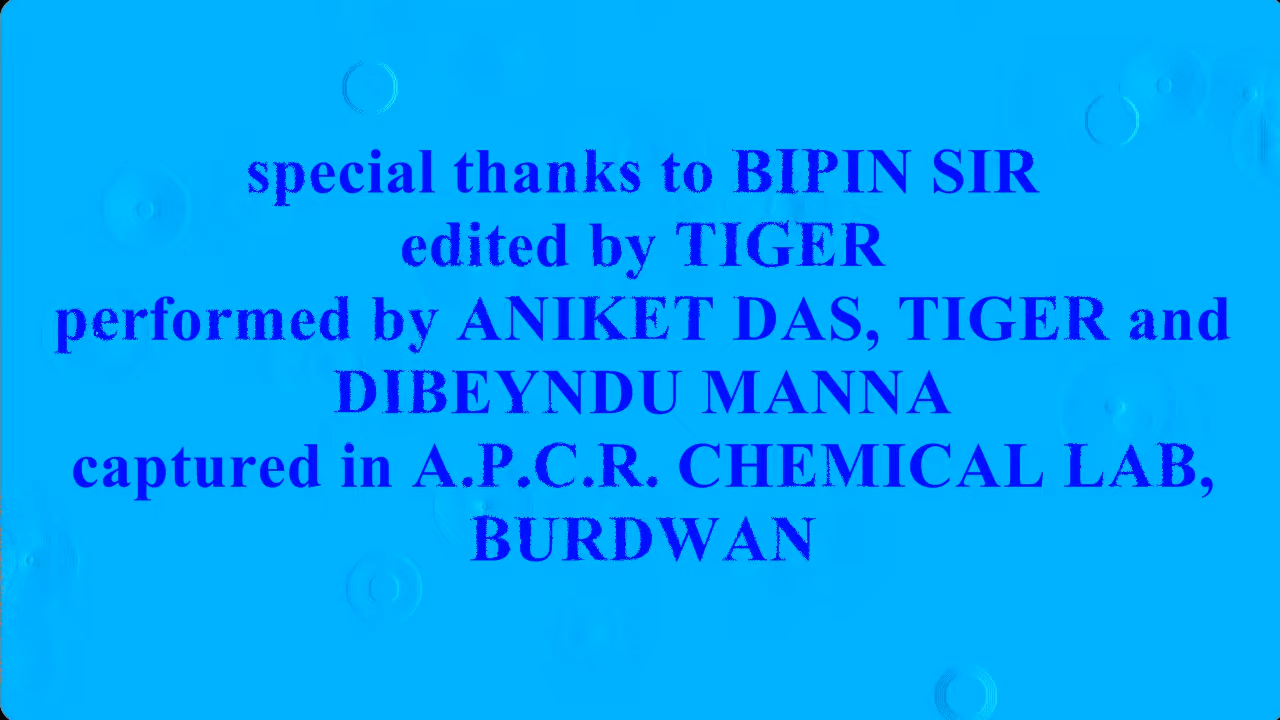 special thanks to BIPIN SIR
edited by TIGER
performed by ANIKET DAS, TIGER and
DIBEYNDU MANNA
captured in A.P.C.R. CHEMICAL LAB,
BURDWAN